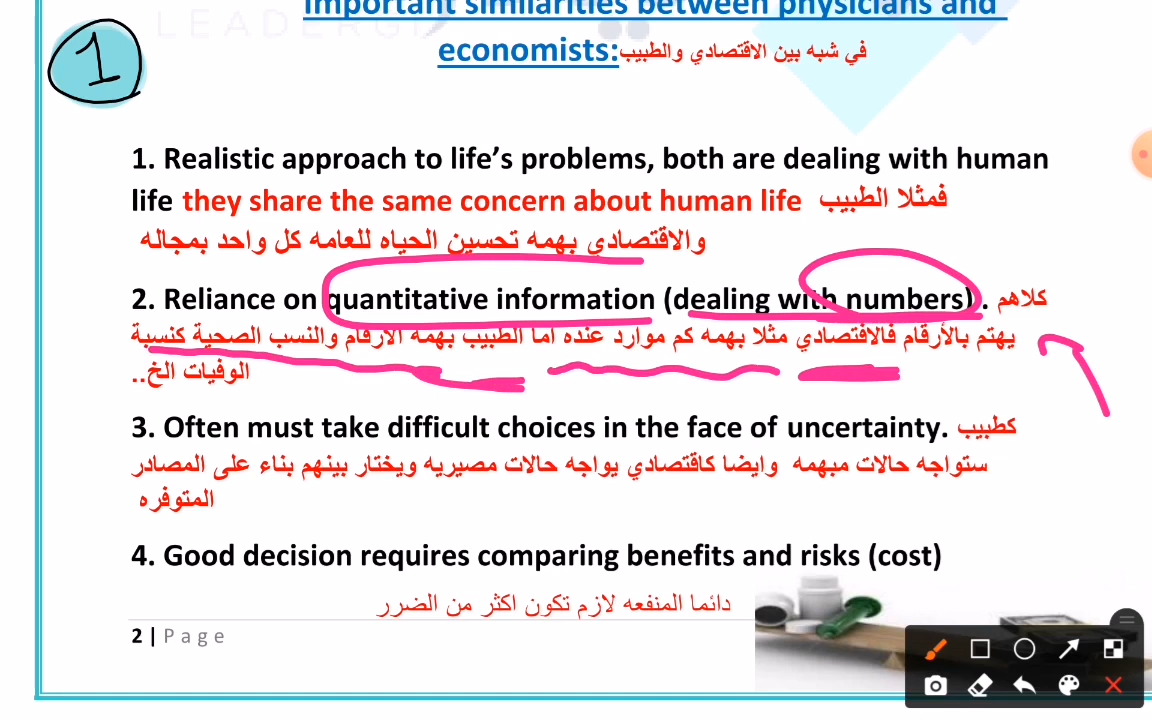 important similarities between physicians and
1
economists:في شبه بين الاقتصادي والطبيب
1. Realistic approach to life’s problems, both are dealing with human
life they share the same concern about human life فمثلا الطبيب
والاقتصادي بهمه تحسين الحياه للعامه كل واحد بمجاله
2. Reliance on quantitative information (dealing with numbers) . كلاهم
يهتم بالأرقام فالاقتصادي مثلا بهمه كم موارد عنده اما الطبيب بهمه الارقام والنسب الصحية كنسبة
الوفيات الخ..
3. Often must take difficult choices in the face of uncertainty. كطبيب
ستواجه حالات مبهمه وايضا كاقتصادي يواجه حالات مصيريه ويختار بينهم بناء على المصادر
المتوفره
4. Good decision requires comparing benefits and risks (cost)
دائما المنفعه لازم تكون اكثر من الضرر
2 | Page